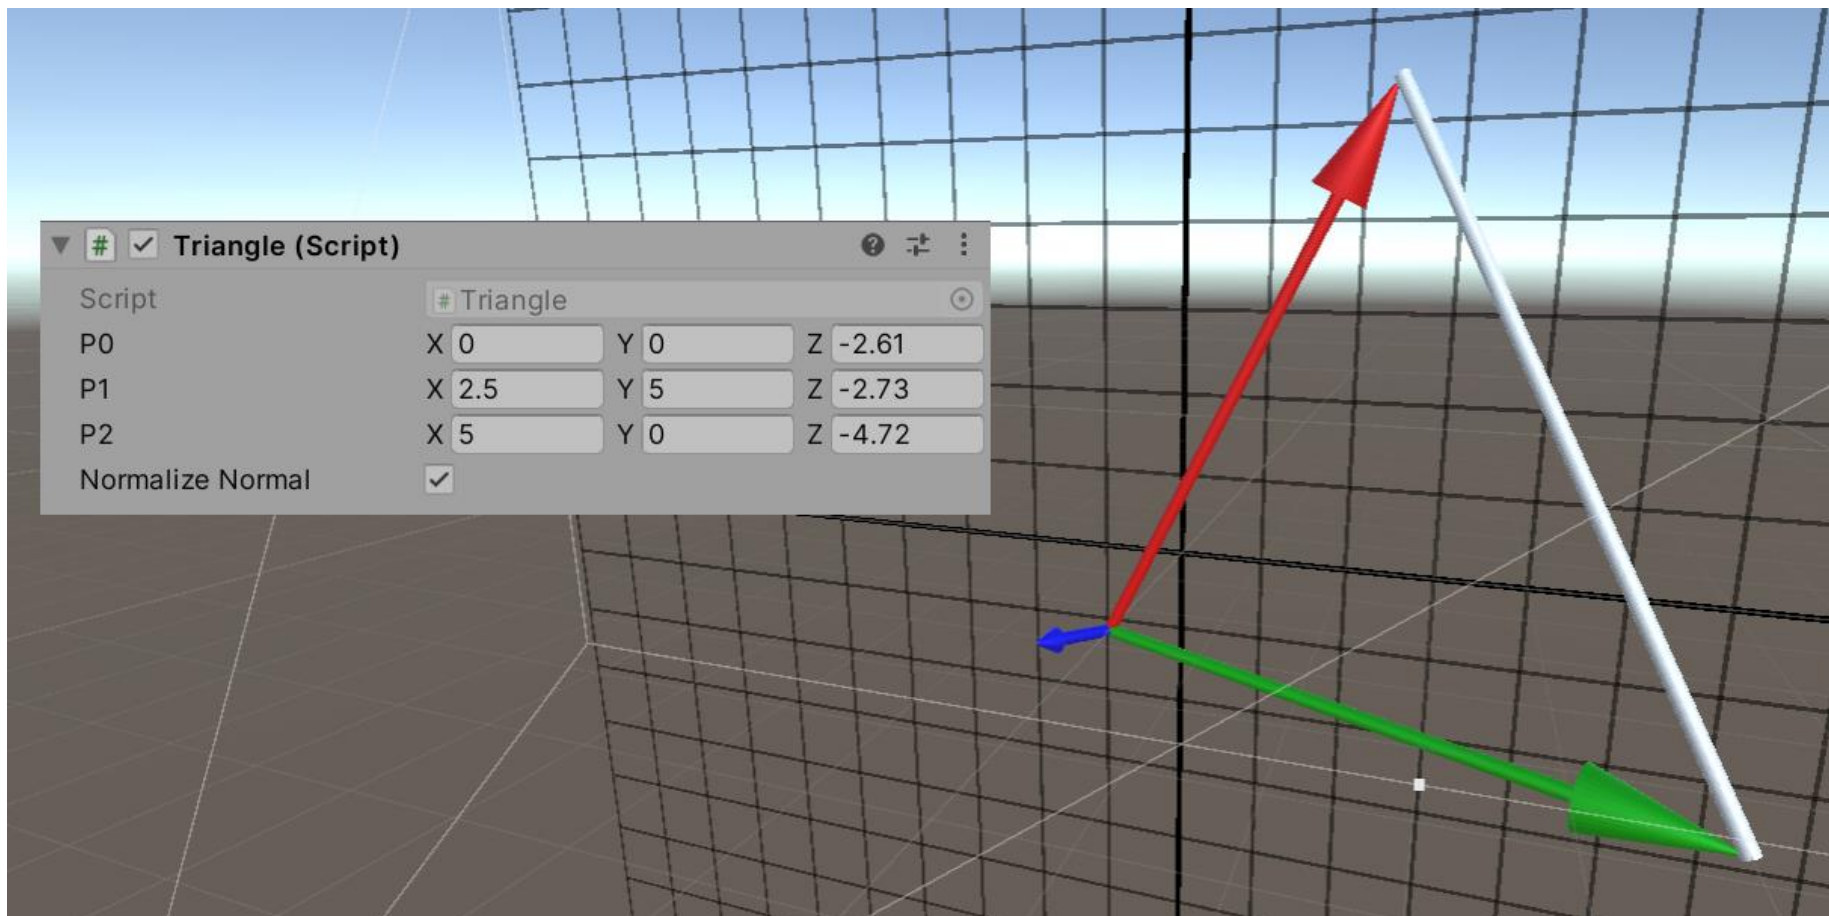 # Triangle (Script)
Script # Triangle
P0 X 0 Y 0 Z -2.61
P1 X 2.5 Y 5 Z -2.73
P2 X 5 Y 0 Z -4.72
Normalize Normal